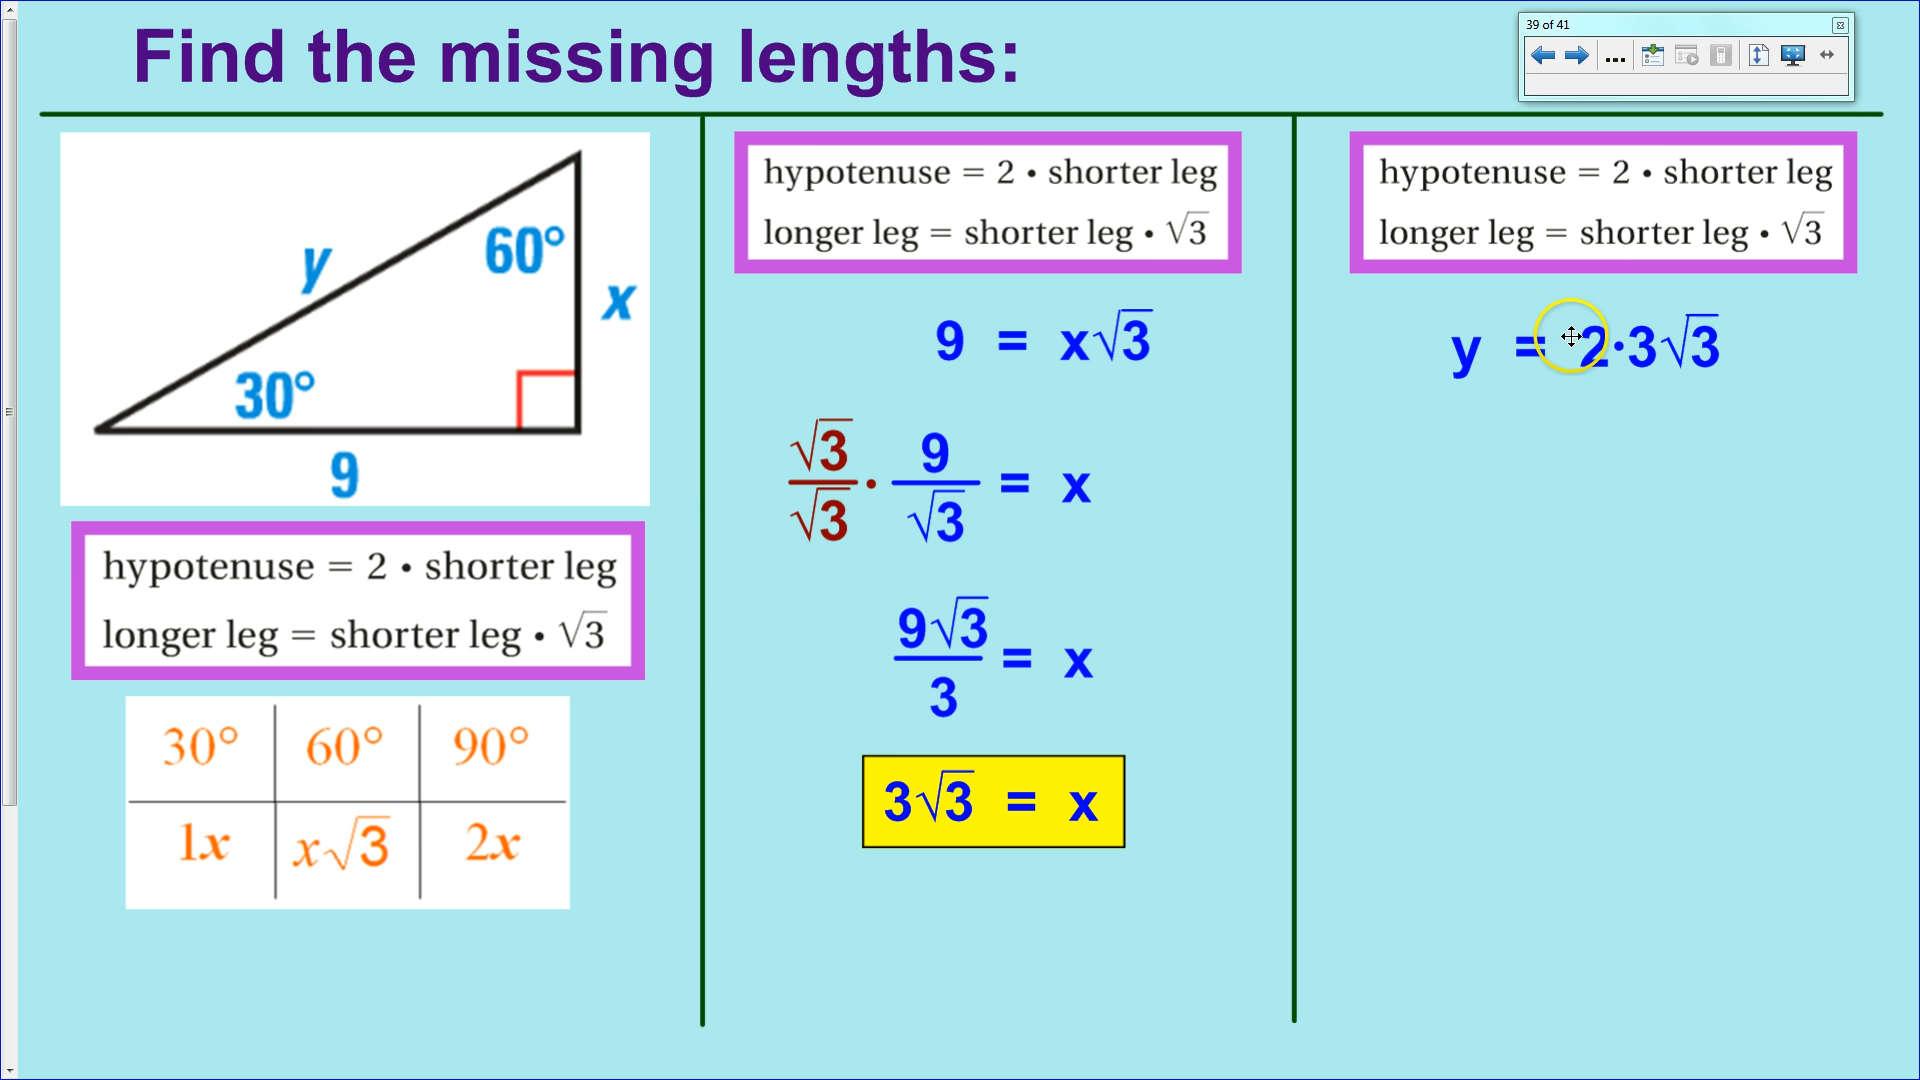 Find the missing lengths:
39 of 41
...
y
60°
x
30°
9
hypotenuse = 2 • shorter leg
longer leg = shorter leg • √3
30° 60° 90°
1x x√3 2x
hypotenuse = 2 • shorter leg
longer leg = shorter leg • √3
9 = x√3
√3/√3 · 9/√3 = x
9√3/3 = x
3√3 = x
hypotenuse = 2 • shorter leg
longer leg = shorter leg • √3
y = 2·3√3